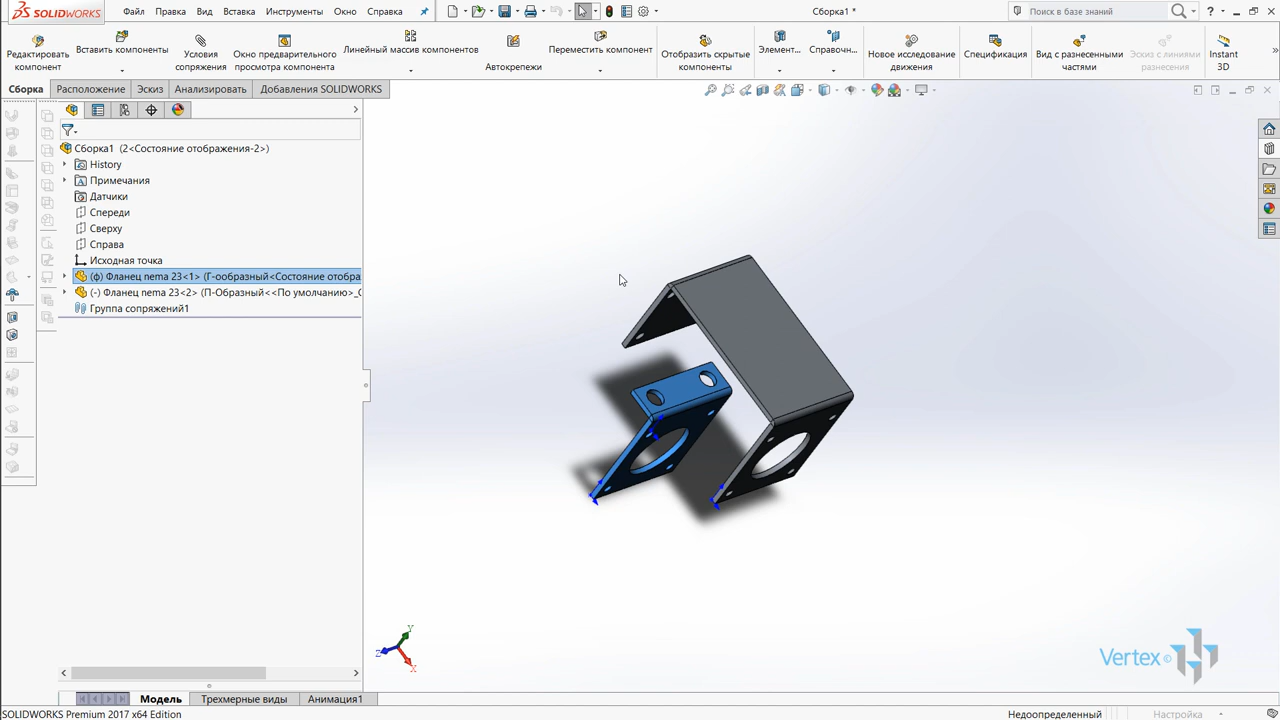 SOLIDWORKS
Файл Правка Вид Вставка Инструменты Окно Справка
Сборка1 *
Поиск в базе знаний
Редактировать компонент
Вставить компоненты
Условия сопряжения
Окно предварительного просмотра компонента
Линейный массив компонентов
Автокрепежи
Переместить компонент
Отобразить скрытые компоненты
Элемент...
Справочн...
Новое исследование движения
Спецификация
Вид с разнесенными частями
Эскиз с линиями разнесения
Instant 3D
Сборка Расположение Эскиз Анализировать Добавления SOLIDWORKS
Сборка1 (2<Состояние отображения-2>)
History
Примечания
Датчики
Спереди
Сверху
Справа
Исходная точка
(ф) Фланец nema 23<1> (Г-ообразный<Состояние отобра
(-) Фланец nema 23<2> (П-Образный<<По умолчанию>_С
Группа сопряжений1
Y
Z
X
Vertex ©
Модель Трехмерные виды Анимация1
SOLIDWORKS Premium 2017 x64 Edition
Недоопределенный
Настройка